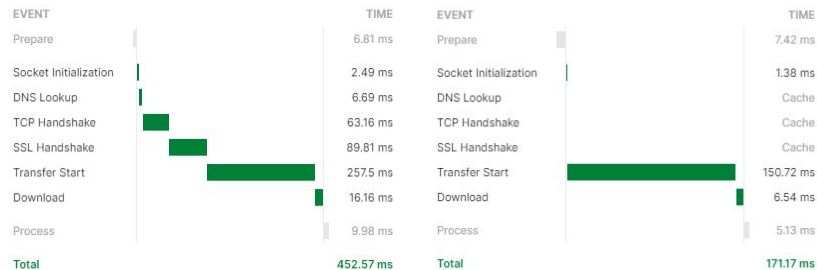 EVENT TIME
Prepare 6.81 ms
Socket Initialization 2.49 ms
DNS Lookup 6.69 ms
TCP Handshake 63.16 ms
SSL Handshake 89.81 ms
Transfer Start 257.5 ms
Download 16.16 ms
Process 9.98 ms
Total 452.57 ms
EVENT TIME
Prepare 7.42 ms
Socket Initialization 1.38 ms
DNS Lookup Cache
TCP Handshake Cache
SSL Handshake Cache
Transfer Start 150.72 ms
Download 6.54 ms
Process 5.13 ms
Total 171.17 ms